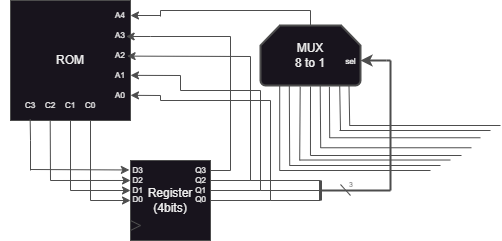 A4
A3
ROM
MUX
8 to 1
A2
sel
A1
A0
C3 C2 C1 C0
D3 Q3
D2 Q2
3
Register
D1 Q1
D0 Q0
(4bits)